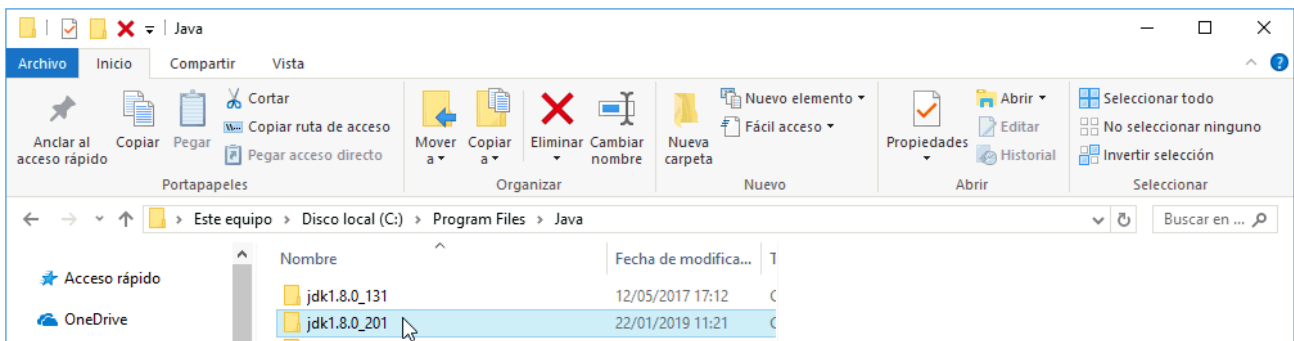 Java
Archivo Inicio Compartir Vista
Anclar al acceso rápido
Copiar
Pegar
Cortar
Copiar ruta de acceso
Pegar acceso directo
Mover a
Copiar a
Eliminar
Cambiar nombre
Nueva carpeta
Nuevo elemento
Fácil acceso
Propiedades
Abrir
Editar
Historial
Seleccionar todo
No seleccionar ninguno
Invertir selección
Portapapeles Organizar Nuevo Abrir Seleccionar
Este equipo > Disco local (C:) > Program Files > Java
Buscar en ...
Acceso rápido
OneDrive
Nombre Fecha de modifica...
jdk1.8.0_131 12/05/2017 17:12
jdk1.8.0_201 22/01/2019 11:21